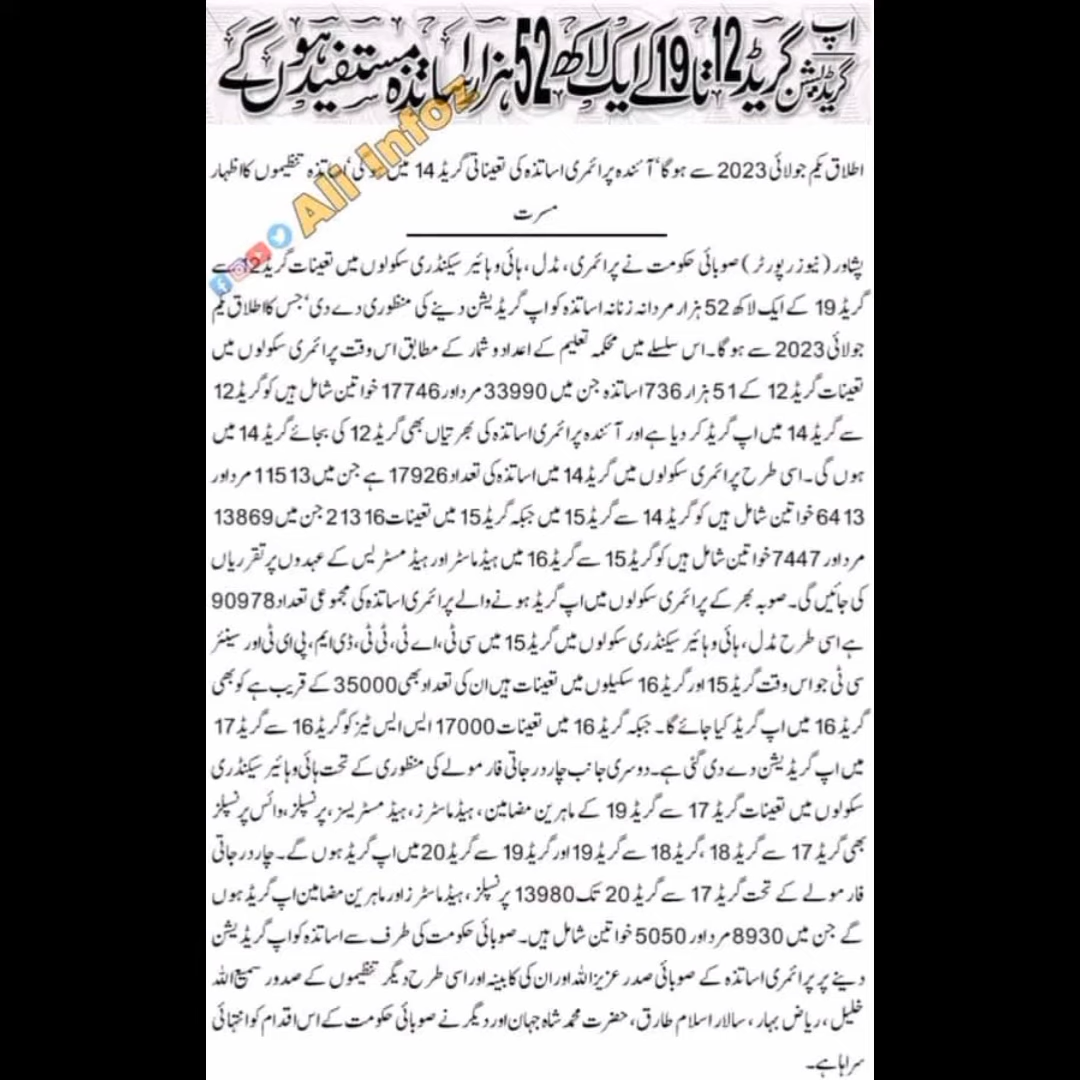 اپ گریڈیشن گریڈ 12 تا 19 کے ایک لاکھ 52 ہزار اساتذہ مستفید ہوں گے
Ali Infoz
اطلاق یکم جولائی 2023 سے ہوگا، آئندہ پرائمری اساتذہ کی تعیناتی گریڈ 14 میں ہوگی، اساتذہ تنظیموں کا اظہار
مسرت
پشاور (نیوز رپورٹر) صوبائی حکومت نے پرائمری، مڈل، ہائی و ہائیر سیکنڈری سکولوں میں تعینات گریڈ 12 سے
گریڈ 19 کے ایک لاکھ 52 ہزار مردانہ زنانہ اساتذہ کو اپ گریڈیشن دینے کی منظوری دے دی، جس کا اطلاق یکم
جولائی 2023 سے ہوگا۔ اس سلسلے میں محکمہ تعلیم کے اعداد و شمار کے مطابق اس وقت پرائمری سکولوں میں
تعینات گریڈ 12 کے 51 ہزار 736 اساتذہ جن میں 33990 مرد اور 17746 خواتین شامل ہیں کو گریڈ 12
سے گریڈ 14 میں اپ گریڈ کر دیا ہے اور آئندہ پرائمری اساتذہ کی بھرتیاں بھی گریڈ 12 کی بجائے گریڈ 14 میں
ہوں گی۔ اسی طرح پرائمری سکولوں میں گریڈ 14 میں اساتذہ کی تعداد 17926 ہے جن میں 11513 مرد اور
6413 خواتین شامل ہیں کو گریڈ 14 سے گریڈ 15 میں جبکہ گریڈ 15 میں تعینات 21316 جن میں 13869
مرد اور 7447 خواتین شامل ہیں کو گریڈ 15 سے گریڈ 16 میں ہیڈ ماسٹر اور ہیڈ مسٹریس کے عہدوں پر تقرریاں
کی جائیں گی۔ صوبہ بھر کے پرائمری سکولوں میں اپ گریڈ ہونے والے پرائمری اساتذہ کی مجموعی تعداد 90978
ہے اسی طرح مڈل، ہائی و ہائیر سیکنڈری سکولوں میں گریڈ 15 میں سی ٹی، اے ٹی، ٹی ٹی، ڈی ایم، پی ای ٹی اور سینئر
سی ٹی جو اس وقت گریڈ 15 اور گریڈ 16 سکیلوں میں تعینات ہیں ان کی تعداد بھی 35000 کے قریب ہے کو بھی
گریڈ 16 میں اپ گریڈ کیا جائے گا۔ جبکہ گریڈ 16 میں تعینات 17000 ایس ایس ٹیز کو گریڈ 16 سے گریڈ 17
میں اپ گریڈیشن دے دی گئی ہے۔ دوسری جانب چار درجاتی فارمولے کی منظوری کے تحت ہائی و ہائیر سیکنڈری
سکولوں میں تعینات گریڈ 17 سے گریڈ 19 کے ماہرین مضامین، ہیڈ ماسٹرز، ہیڈ مسٹریسز، پرنسپلز، وائس پرنسپلز
بھی گریڈ 17 سے گریڈ 18، گریڈ 18 سے گریڈ 19 اور گریڈ 19 سے گریڈ 20 میں اپ گریڈ ہوں گے۔ چار درجاتی
فارمولے کے تحت گریڈ 17 سے گریڈ 20 تک 13980 پرنسپلز، ہیڈ ماسٹرز اور ماہرین مضامین اپ گریڈ ہوں
گے جن میں 8930 مرد اور 5050 خواتین شامل ہیں۔ صوبائی حکومت کی طرف سے اساتذہ کو اپ گریڈیشن
دینے پر پرائمری اساتذہ کے صوبائی صدر عزیز اللہ اور ان کی کابینہ اور اسی طرح دیگر تنظیموں کے صدور سمیع اللہ
خلیل، ریاض بہار، سالار اسلام طارق، حضرت محمد شاہ جہان اور دیگر نے صوبائی حکومت کے اس اقدام کو انتہائی
سراہا ہے۔